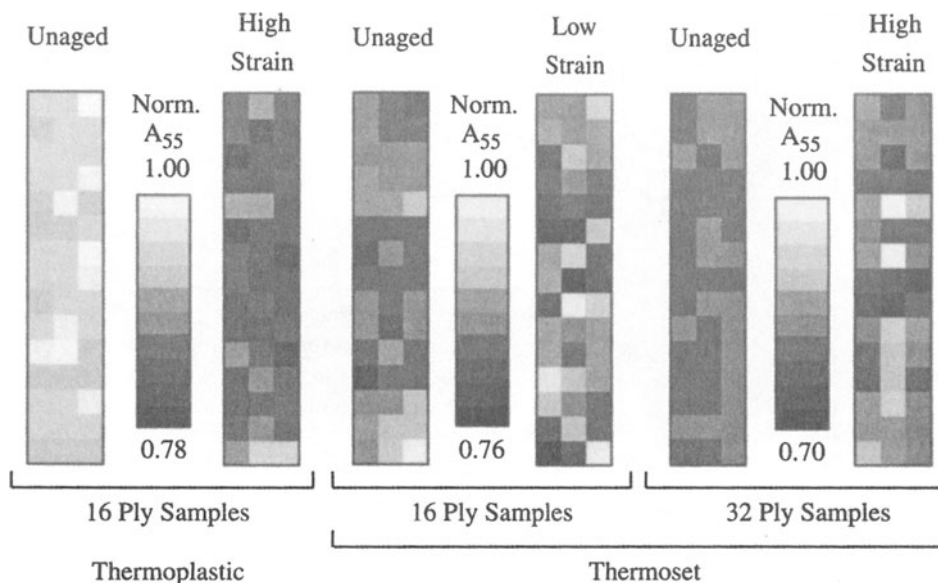 Unaged
High
Strain
Unaged
Low
Strain
Unaged
High
Strain
Norm.
A55
1.00
0.78
Norm.
A55
1.00
0.76
Norm.
A55
1.00
0.70
16 Ply Samples
16 Ply Samples
32 Ply Samples
Thermoplastic
Thermoset